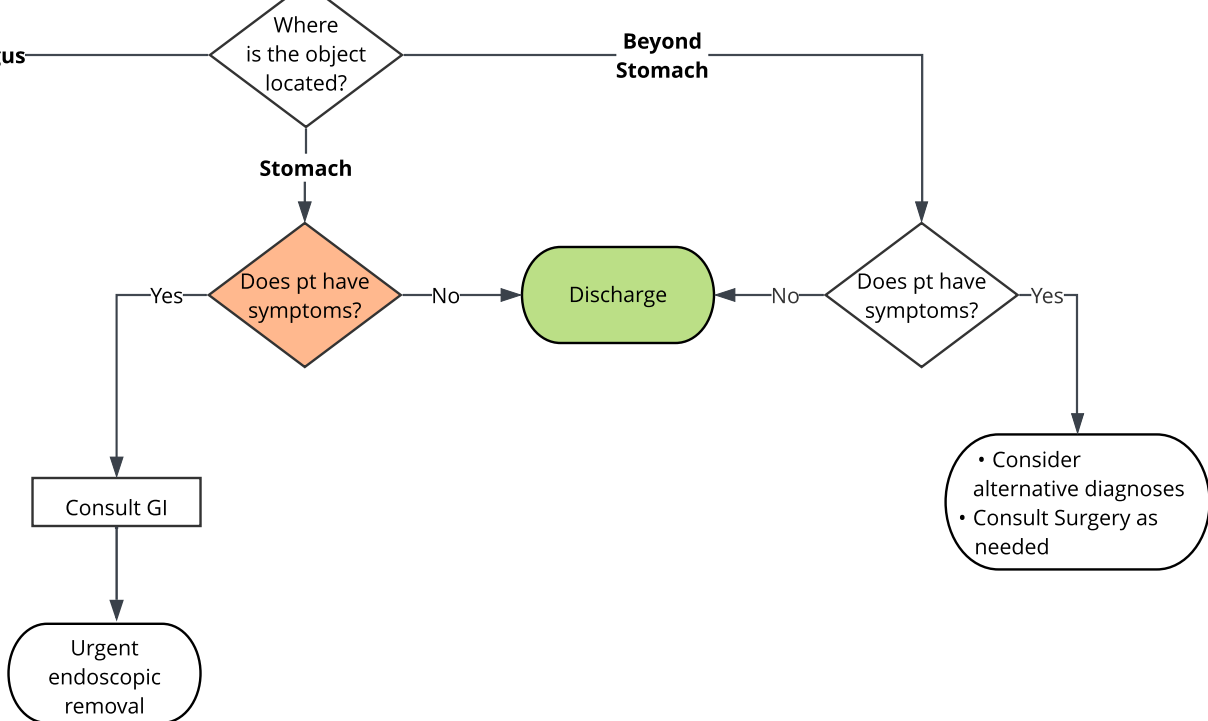 Where
is the object
located?
Beyond
Stomach
Stomach
Does pt have
symptoms?
Yes
No
Discharge
No
Does pt have
symptoms?
Yes
Consult GI
• Consider
alternative diagnoses
• Consult Surgery as
needed
Urgent
endoscopic
removal